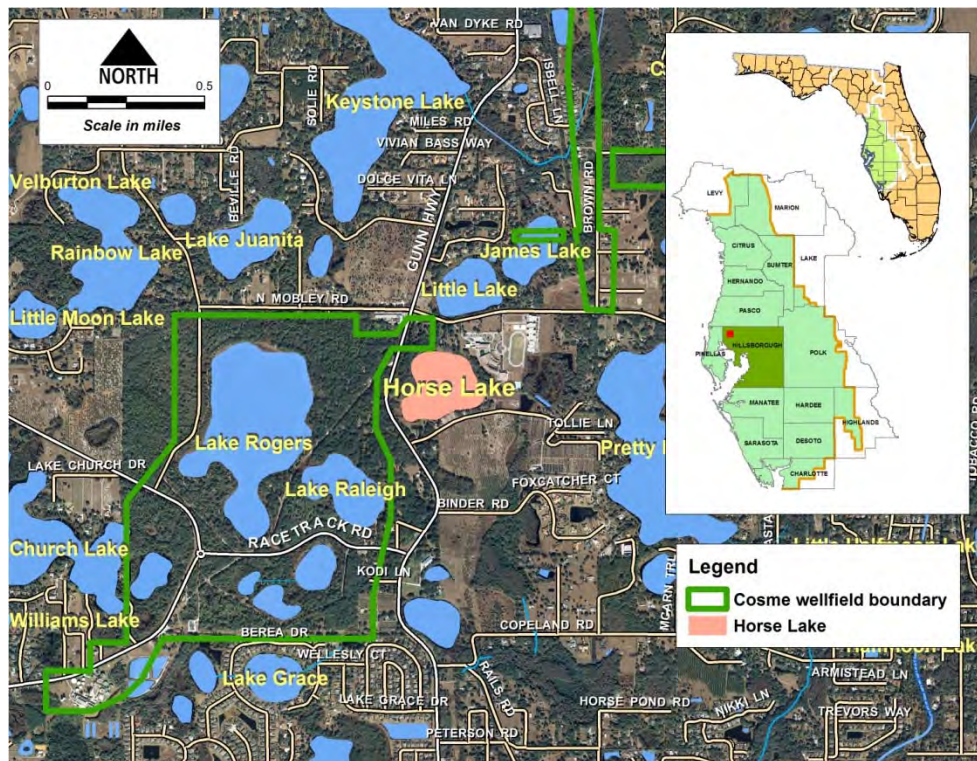 VAN DYKE RD
NORTH
0
0.5
Scale in miles
SOLIE RD
ISBELL LN
Keystone Lake
MILES RD
VIVIAN BASS WAY
DOLCE VITA LN
BEVILLE RD
Velburton Lake
GUNN HWY
BROWN RD
Lake Juanita
Rainbow Lake
James Lake
Little Lake
N MOBLEY RD
Little Moon Lake
Horse Lake
TOLLIE LN
Lake Rogers
Pretty
LAKE CHURCH DR
FOXCATCHER CT
Lake Raleigh
BINDER RD
RACE TRACK RD
Church Lake
KODI LN
Williams Lake
BEREA DR
COPELAND RD
WELLESLY CT
Lake Grace
LAKE GRACE DR
RAILS RD
HORSE POND RD
NIKKI LN
ARMISTEAD LN
TREVORS WAY
PETERSON RD
LEVY
MARION
CITRUS
SUMTER
LAKE
HERNANDO
PASCO
PINELLAS
HILLSBOROUGH
POLK
MANATEE
HARDEE
HIGHLANDS
SARASOTA
DESOTO
CHARLOTTE
Legend
Cosme wellfield boundary
Horse Lake